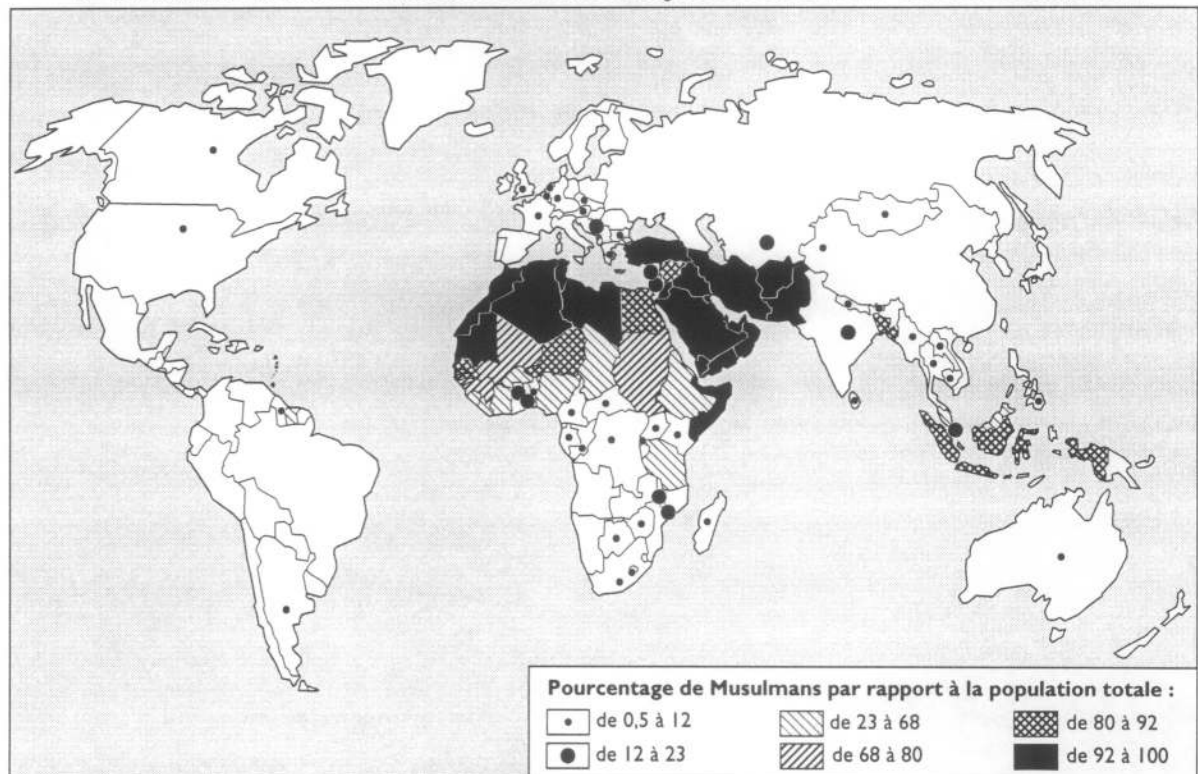 Pourcentage de Musulmans par rapport à la population totale :
de 0,5 à 12
de 23 à 68
de 80 à 92
de 12 à 23
de 68 à 80
de 92 à 100